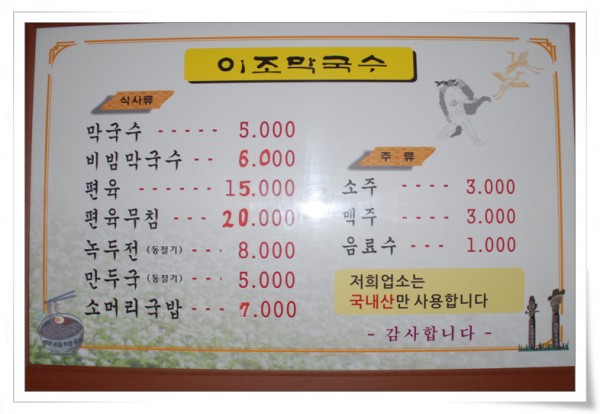 이조막국수
식사류
막국수 ----- 5.000
비빔막국수 -- 6.000
편육 ------ 15.000
편육무침 ---- 20.000
녹두전 (동절기) -- 8.000
만두국 (동절기) -- 5.000
소머리국밥 -- 7.000
주류
소주 ---- 3.000
맥주 ---- 3.000
음료수 --- 1.000
저희업소는
국내산만 사용합니다
- 감사합니다 -